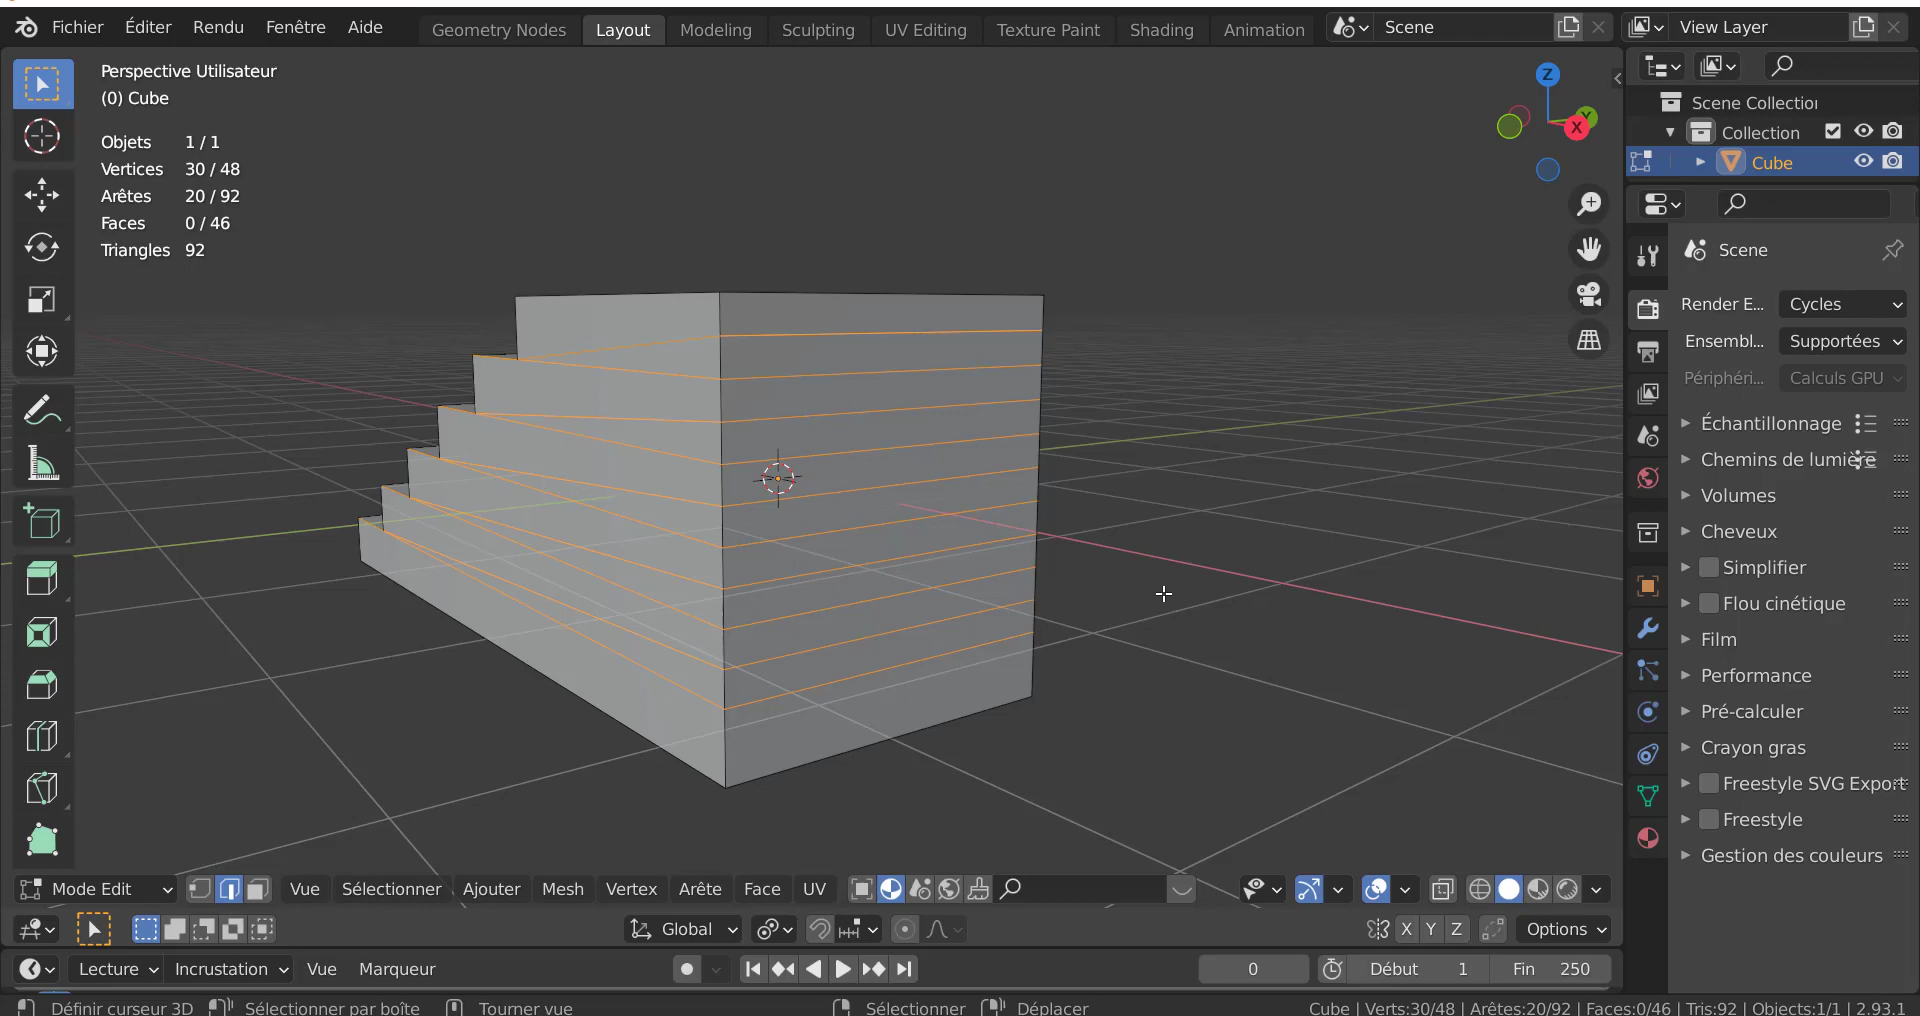 Fichier Éditer Rendu Fenêtre Aide Geometry Nodes Layout Modeling Sculpting UV Editing Texture Paint Shading Animation Scene View Layer
Perspective Utilisateur
(0) Cube
Objets 1 / 1
Vertices 30 / 48
Arêtes 20 / 92
Faces 0 / 46
Triangles 92
Z
Y
X
Scene Collection
Collection
Cube
Scene
Render E... Cycles
Ensembl... Supportées
Périphéri... Calculs GPU
Échantillonnage
Chemins de lumière
Volumes
Cheveux
Simplifier
Flou cinétique
Film
Performance
Pré-calculer
Crayon gras
Freestyle SVG Export
Freestyle
Gestion des couleurs
Mode Edit Vue Sélectionner Ajouter Mesh Vertex Arête Face UV
Global X Y Z Options
Lecture Incrustation Vue Marqueur 0 Début 1 Fin 250
Définir curseur 3D Sélectionner par boîte Tourner vue Sélectionner Déplacer Cube | Verts:30/48 | Arêtes:20/92 | Faces:0/46 | Tris:92 | Objects:1/1 | 2.93.1